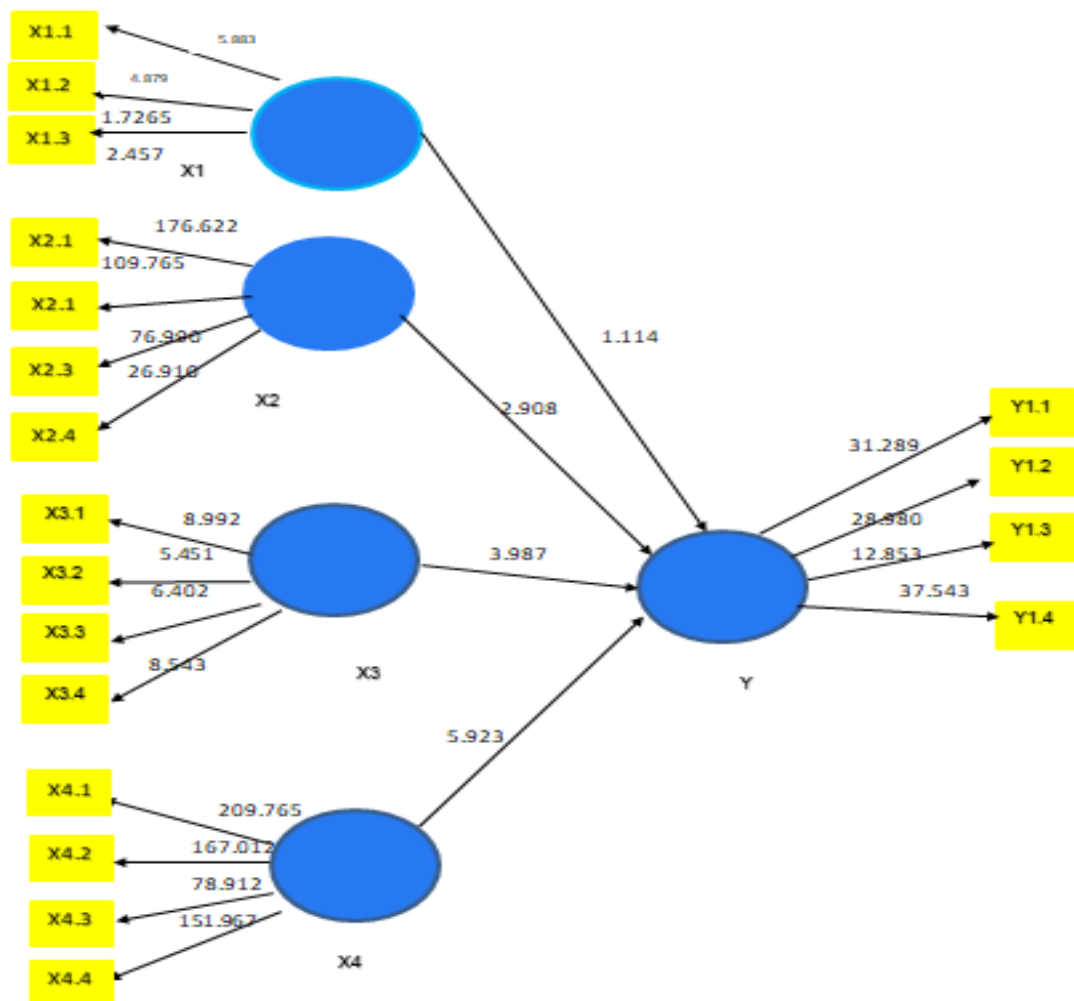 X1.1
5.883
X1.2
4.879
1.7265
X1.3
2.457
X1
X2.1
176.622
109.765
X2.1
76.990
X2.3
26.910
X2.4
X2
1.114
2.908
X3.1
8.992
5.451
X3.2
6.402
X3.3
8.543
X3.4
X3
3.987
Y1.1
31.289
Y1.2
28.980
Y1.3
12.853
37.543
Y1.4
Y
5.923
X4.1
209.765
X4.2
167.012
78.912
X4.3
151.967
X4.4
X4